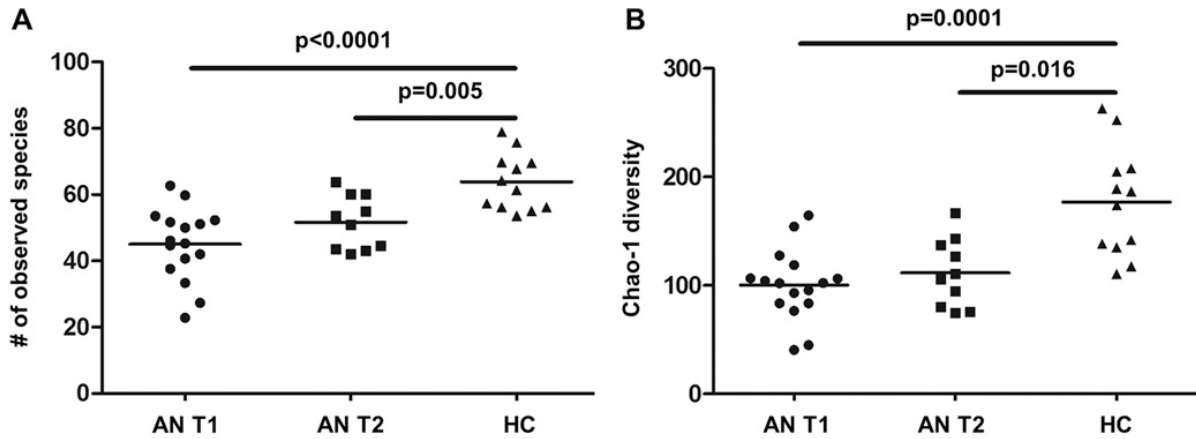 A
p<0.0001
p=0.005
# of observed species
100
80
60
40
20
0
AN T1 AN T2 HC
B
p=0.0001
p=0.016
Chao-1 diversity
300
200
100
0
AN T1 AN T2 HC